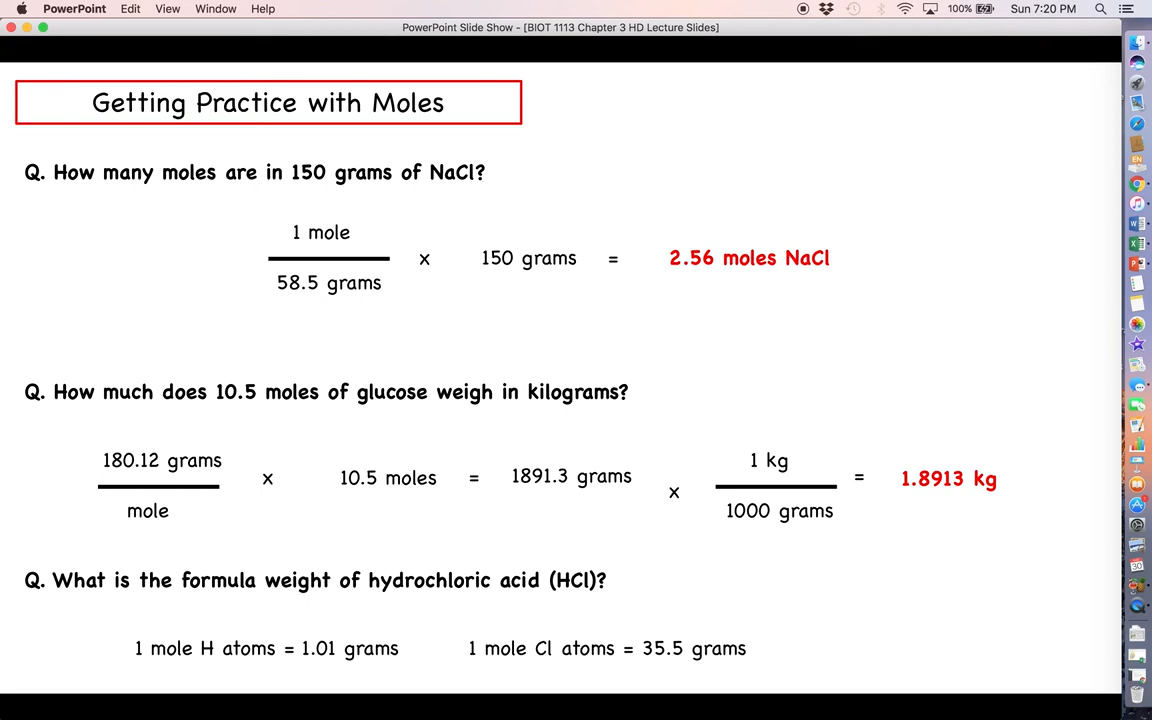 PowerPoint Edit View Window Help 100% Sun 7:20 PM
PowerPoint Slide Show - [BIOT 1113 Chapter 3 HD Lecture Slides]
Getting Practice with Moles
Q. How many moles are in 150 grams of NaCl?
1 mole
58.5 grams
x 150 grams = 2.56 moles NaCl
Q. How much does 10.5 moles of glucose weigh in kilograms?
180.12 grams
mole
x 10.5 moles = 1891.3 grams x
1 kg
1000 grams
= 1.8913 kg
Q. What is the formula weight of hydrochloric acid (HCl)?
1 mole H atoms = 1.01 grams 1 mole Cl atoms = 35.5 grams